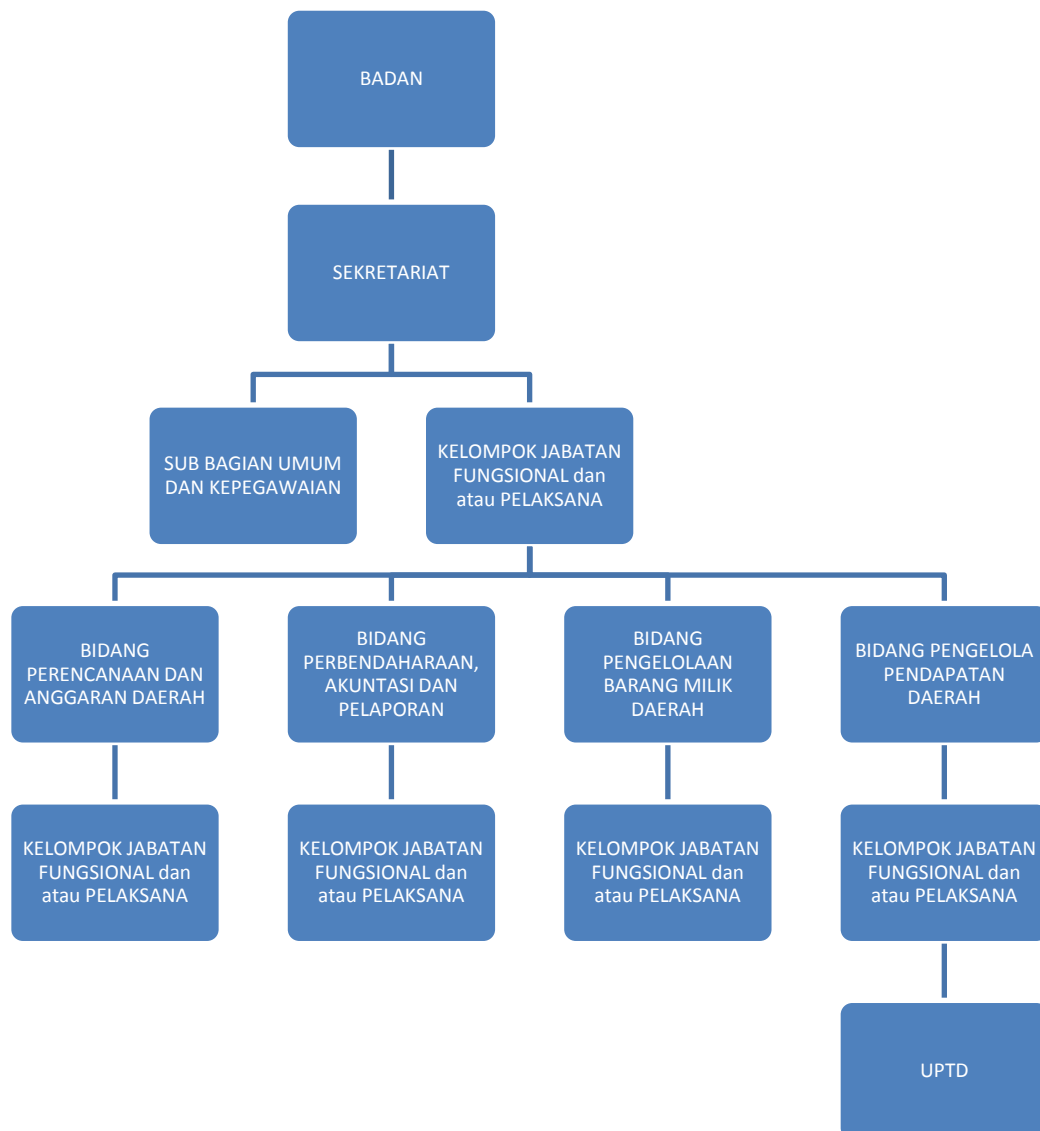 BADAN
SEKRETARIAT
SUB BAGIAN UMUM
DAN KEPEGAWAIAN
KELOMPOK JABATAN
FUNGSIONAL dan
atau PELAKSANA
BIDANG
PERENCANAAN DAN
ANGGARAN DAERAH
BIDANG
PERBENDAHARAAN,
AKUNTASI DAN
PELAPORAN
BIDANG
PENGELOLAAN
BARANG MILIK
DAERAH
BIDANG PENGELOLA
PENDAPATAN
DAERAH
KELOMPOK JABATAN
FUNGSIONAL dan
atau PELAKSANA
KELOMPOK JABATAN
FUNGSIONAL dan
atau PELAKSANA
KELOMPOK JABATAN
FUNGSIONAL dan
atau PELAKSANA
KELOMPOK JABATAN
FUNGSIONAL dan
atau PELAKSANA
UPTD